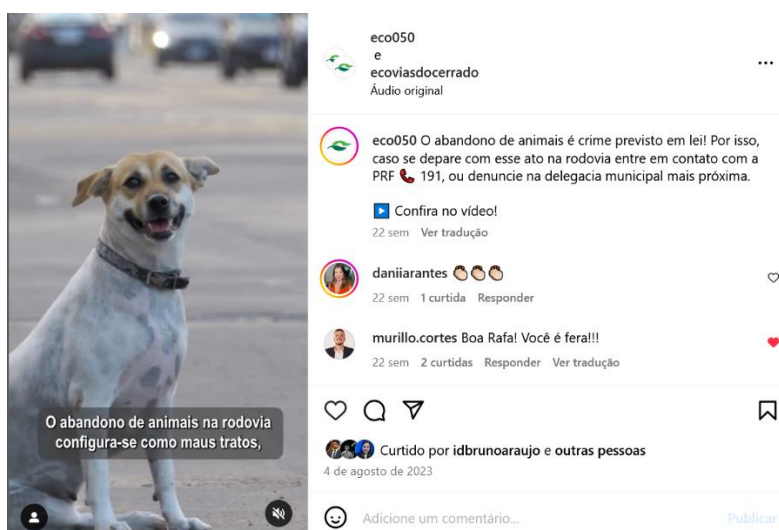 eco050
e
ecoviasdocerrado
Áudio original
eco050 O abandono de animais é crime previsto em lei! Por isso,
caso se depare com esse ato na rodovia entre em contato com a
PRF 📞 191, ou denuncie na delegacia municipal mais próxima.
▶️ Confira no vídeo!
22 sem Ver tradução
daniiarantes 👏🏻👏🏻👏🏻
22 sem 1 curtida Responder
murillo.cortes Boa Rafa! Você é fera!!!
22 sem 2 curtidas Responder Ver tradução
O abandono de animais na rodovia
configura-se como maus tratos,
Curtido por idbrunoaraujo e outras pessoas
4 de agosto de 2023
Adicione um comentário...
Publicar